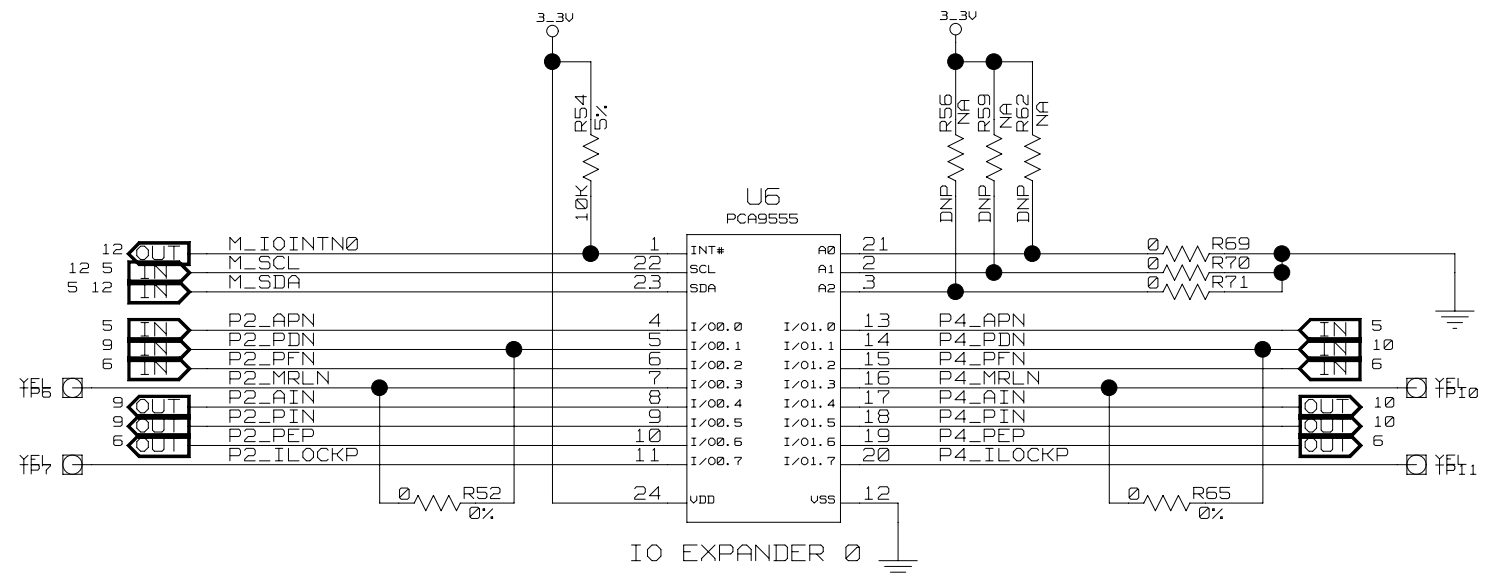 3_3V
3_3V
R54
5%
10K
R56
NA
DNP
R59
NA
DNP
R62
NA
DNP
U6
PCA9555
12 OUT M_IOINTN0 1 INT# A0 21 0 R69
12 5 IN M_SCL 22 SCL A1 2 0 R70
5 12 IN M_SDA 23 SDA A2 3 0 R71
5 IN P2_APN 4 I/O0.0 I/O1.0 13 P4_APN IN 5
9 IN P2_PDN 5 I/O0.1 I/O1.1 14 P4_PDN IN 10
6 IN P2_PFN 6 I/O0.2 I/O1.2 15 P4_PFN IN 6
YEL TP6 P2_MRLN 7 I/O0.3 I/O1.3 16 P4_MRLN YEL TP10
9 OUT P2_AIN 8 I/O0.4 I/O1.4 17 P4_AIN OUT 10
9 OUT P2_PIN 9 I/O0.5 I/O1.5 18 P4_PIN OUT 10
6 OUT P2_PEP 10 I/O0.6 I/O1.6 19 P4_PEP OUT 6
YEL TP7 P2_ILOCKP 11 I/O0.7 I/O1.7 20 P4_ILOCKP YEL TP11
0 R52 24 VDD VSS 12 0 R65
0% 0%
IO EXPANDER 0